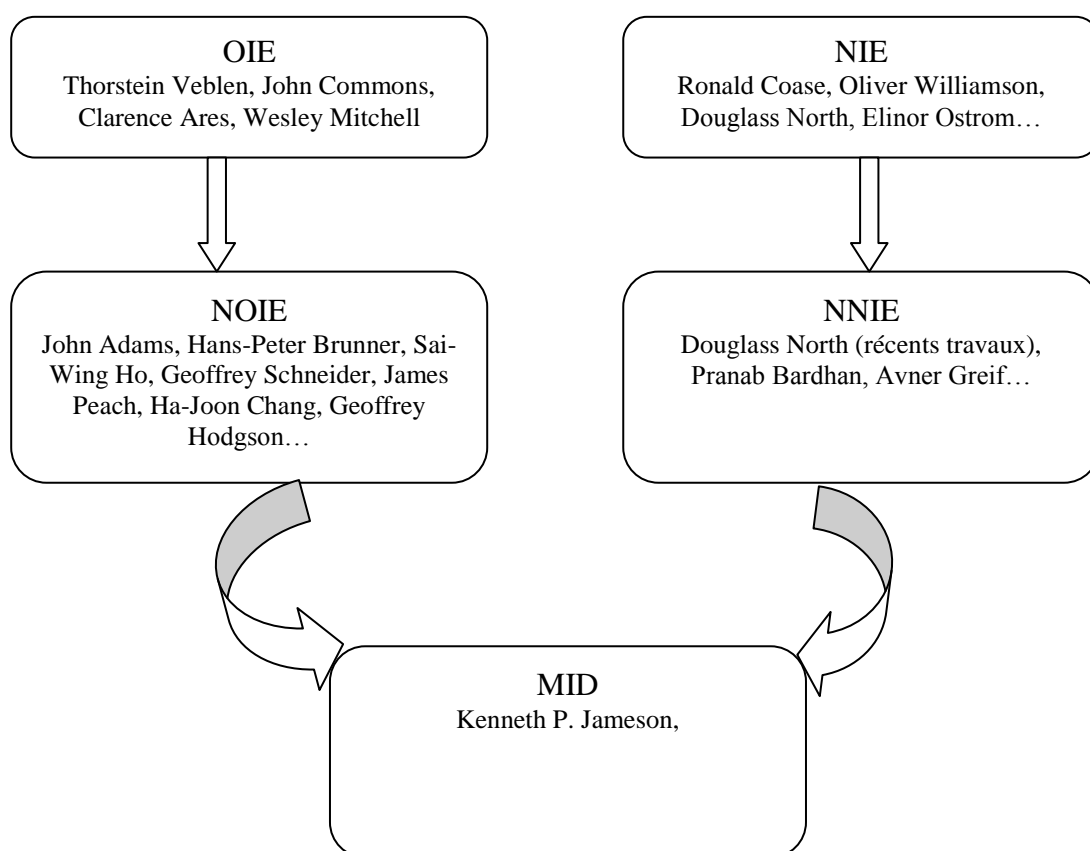 OIE
Thorstein Veblen, John Commons,
Clarence Ares, Wesley Mitchell
NIE
Ronald Coase, Oliver Williamson,
Douglass North, Elinor Ostrom…
NOIE
John Adams, Hans-Peter Brunner, Sai-
Wing Ho, Geoffrey Schneider, James
Peach, Ha-Joon Chang, Geoffrey
Hodgson…
NNIE
Douglass North (récents travaux),
Pranab Bardhan, Avner Greif…
MID
Kenneth P. Jameson,